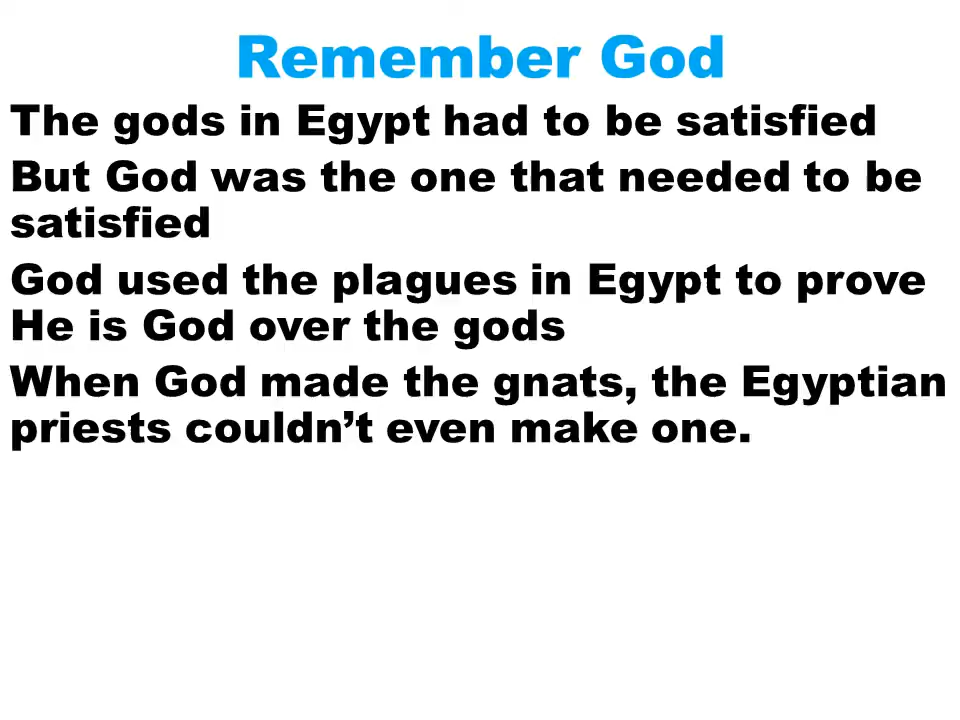 Remember God
The gods in Egypt had to be satisfied
But God was the one that needed to be
satisfied
God used the plagues in Egypt to prove
He is God over the gods
When God made the gnats, the Egyptian
priests couldn’t even make one.